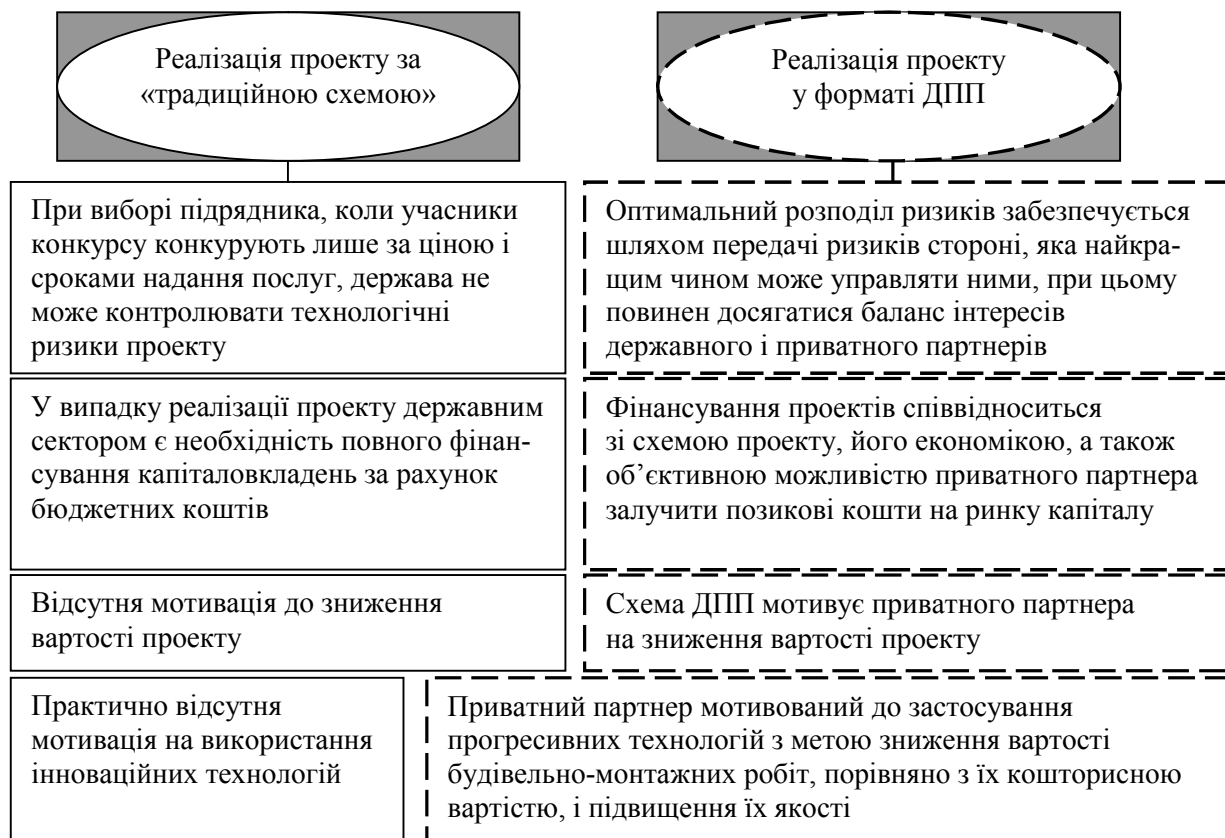 Реалізація проекту за
«традиційною схемою»
Реалізація проекту
у форматі ДПП
При виборі підрядника, коли учасники
конкурсу конкурують лише за ціною і
сроками надання послуг, держава не
може контролювати технологічні
ризики проекту
Оптимальний розподіл ризиків забезпечується
шляхом передачі ризиків стороні, яка найкра-
щим чином може управляти ними, при цьому
повинен досягатися баланс інтересів
державного і приватного партнерів
У випадку реалізації проекту державним
сектором є необхідність повного фінан-
сування капіталовкладень за рахунок
бюджетних коштів
Фінансування проектів співвідноситься
зі схемою проекту, його економікою, а також
об’єктивною можливістю приватного партнера
залучити позикові кошти на ринку капіталу
Відсутня мотивація до зниження
вартості проекту
Схема ДПП мотивує приватного партнера
на зниження вартості проекту
Практично відсутня
мотивація на використання
інноваційних технологій
Приватний партнер мотивований до застосування
прогресивних технологій з метою зниження вартості
будівельно-монтажних робіт, порівняно з їх кошторисною
вартістю, і підвищення їх якості